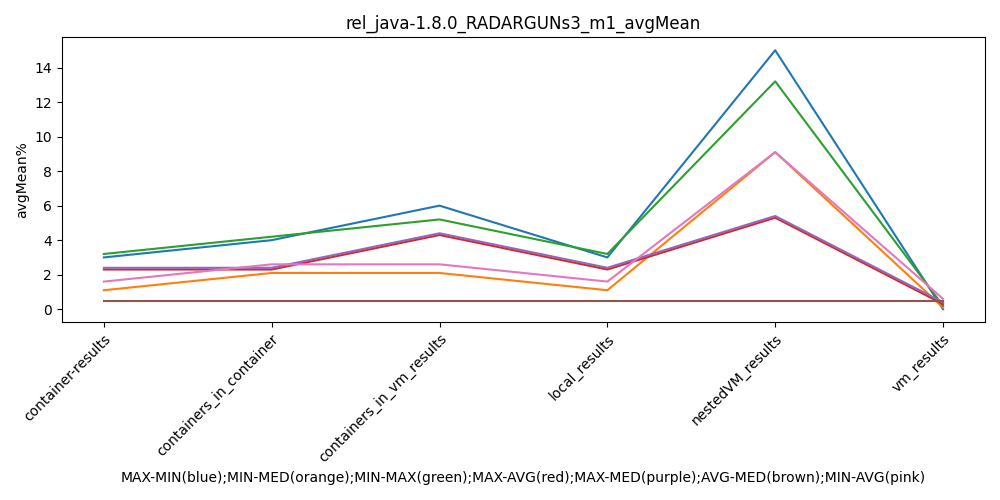 rel_java-1.8.0_RADARGUNs3_m1_avgMean
avgMean%
14
12
10
8
6
4
2
0
container-results
containers_in_container
containers_in_vm_results
local_results
nestedVM_results
vm_results
MAX-MIN(blue);MIN-MED(orange);MIN-MAX(green);MAX-AVG(red);MAX-MED(purple);AVG-MED(brown);MIN-AVG(pink)